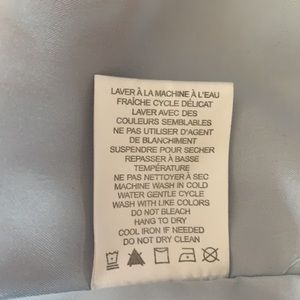 LAVER À LA MACHINE À L'EAU
FRAÎCHE CYCLE DÉLICAT
LAVER AVEC DES
COULEURS SEMBLABLES
NE PAS UTILISER D'AGENT
DE BLANCHIMENT
SUSPENDRE POUR SECHER
REPASSER À BASSE
TEMPÉRATURE
NE PAS NETTOYER À SEC
MACHINE WASH IN COLD
WATER GENTLE CYCLE
WASH WITH LIKE COLORS
DO NOT BLEACH
HANG TO DRY
COOL IRON IF NEEDED
DO NOT DRY CLEAN